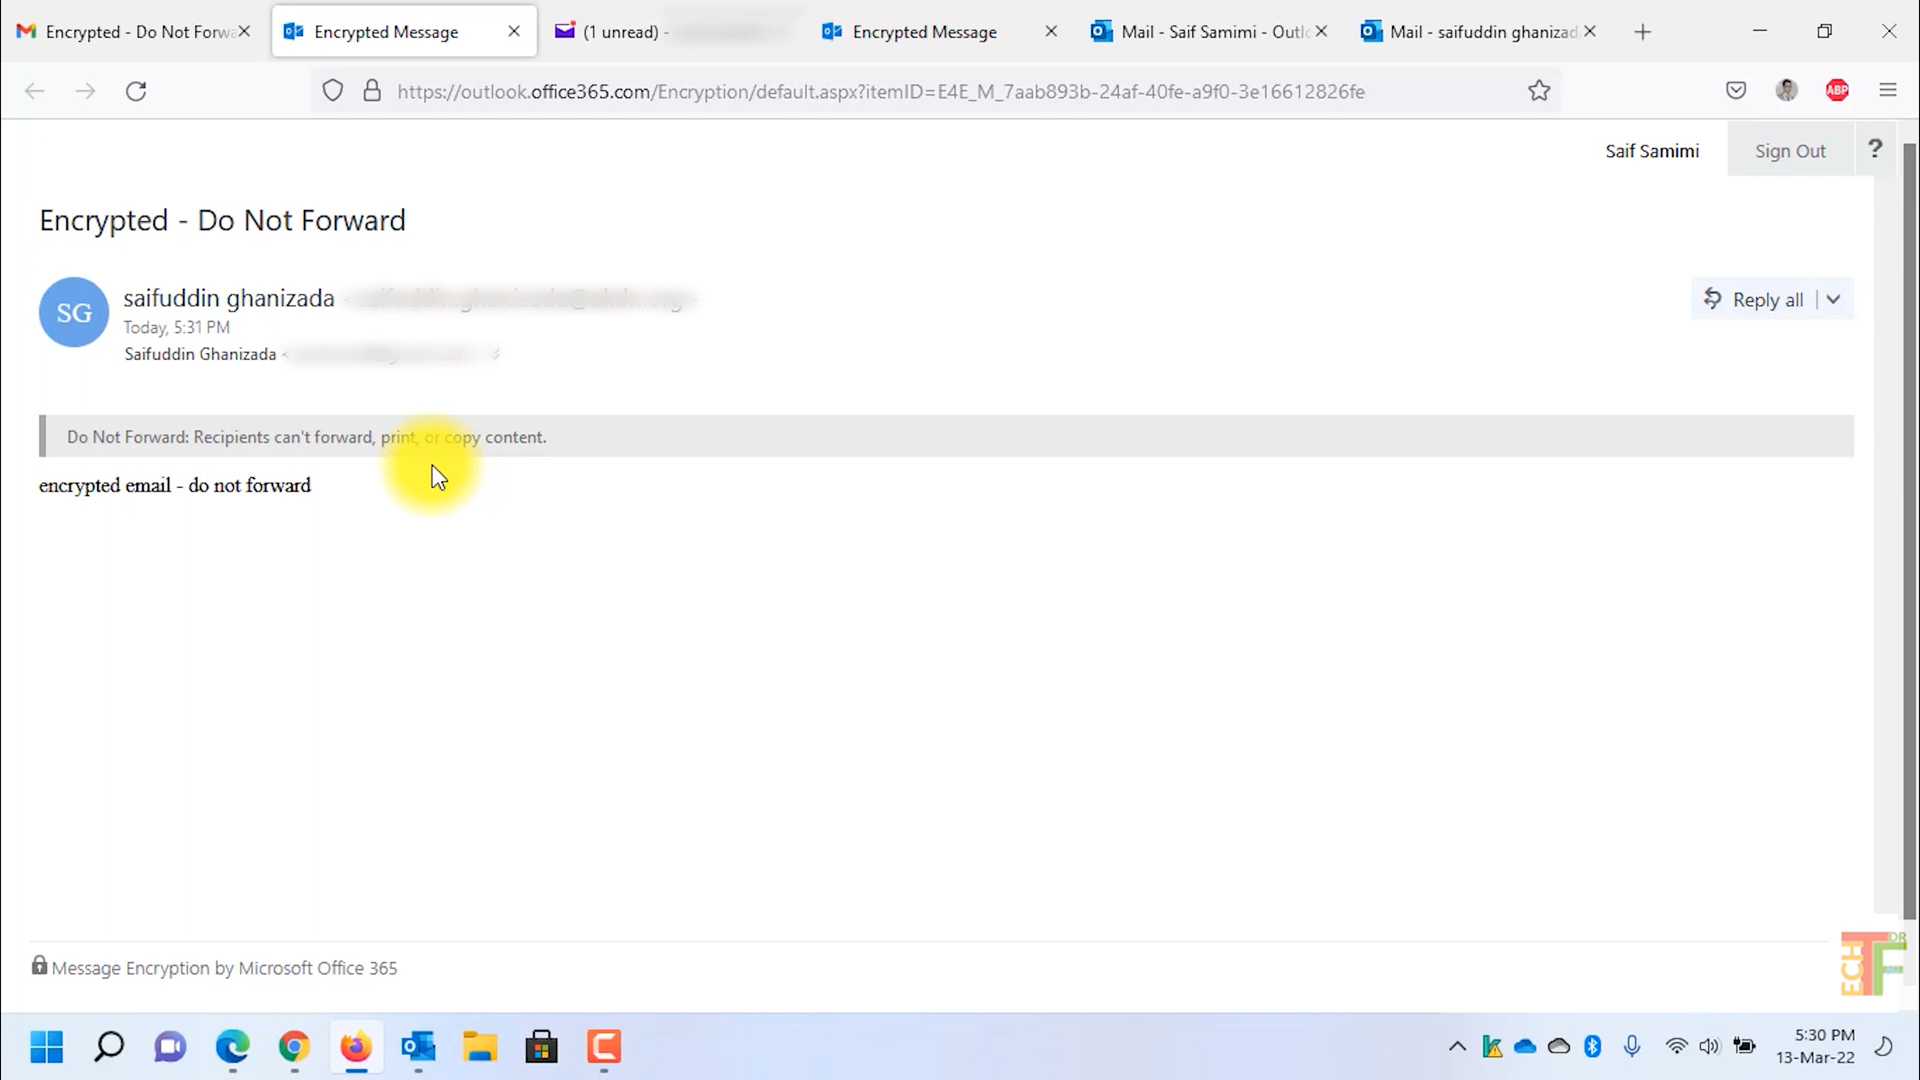 Encrypted - Do Not Forwa
Encrypted Message
(1 unread) -
Encrypted Message
Mail - Saif Samimi - Outlo
Mail - saifuddin ghanizad
https://outlook.office365.com/Encryption/default.aspx?itemID=E4E_M_7aab893b-24af-40fe-a9f0-3e16612826fe
ABP
Saif Samimi
Sign Out
?
Encrypted - Do Not Forward
SG
saifuddin ghanizada
Today, 5:31 PM
Saifuddin Ghanizada <
Reply all
Do Not Forward: Recipients can't forward, print, or copy content.
encrypted email - do not forward
Message Encryption by Microsoft Office 365
5:30 PM
13-Mar-22